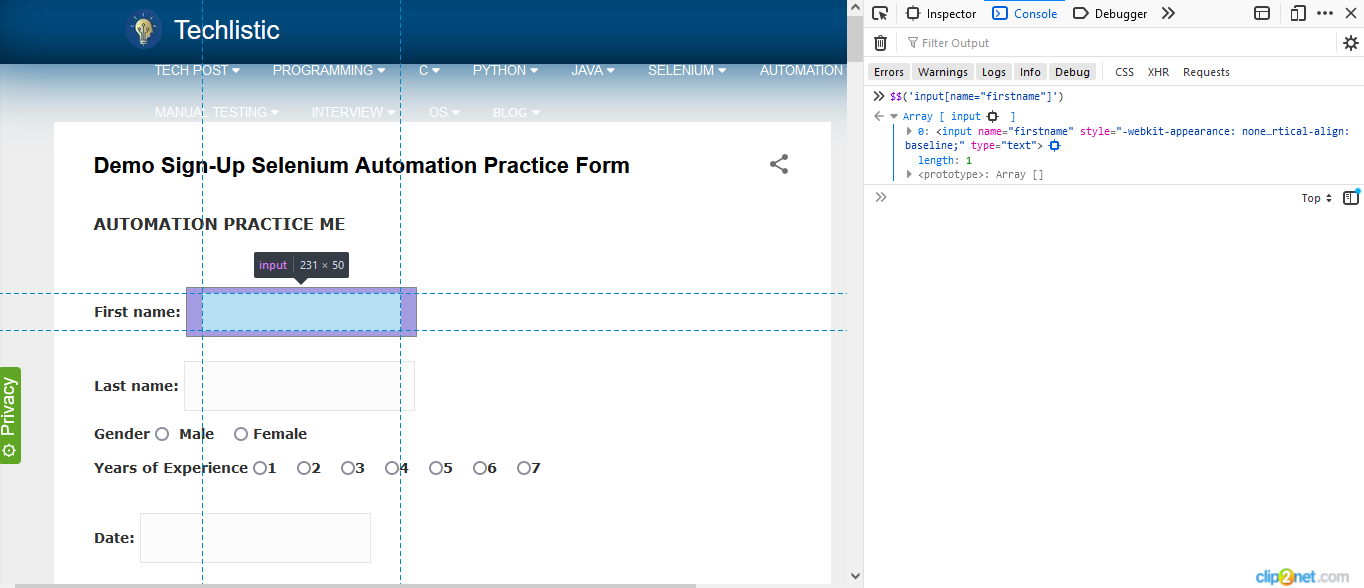 Techlistic
TECH POST PROGRAMMING C PYTHON JAVA SELENIUM AUTOMATION
MANUAL TESTING INTERVIEW OS BLOG
Demo Sign-Up Selenium Automation Practice Form
AUTOMATION PRACTICE ME
input 231 × 50
First name:
Last name:
Gender Male Female
Years of Experience 1 2 3 4 5 6 7
Date:
Privacy
Inspector Console Debugger
Filter Output
Errors Warnings Logs Info Debug CSS XHR Requests
$$('input[name="firstname"]')
Array [ input ]
0: <input name="firstname" style="-webkit-appearance: none…rtical-align:
baseline;" type="text">
length: 1
<prototype>: Array []
Top
clip2net.com